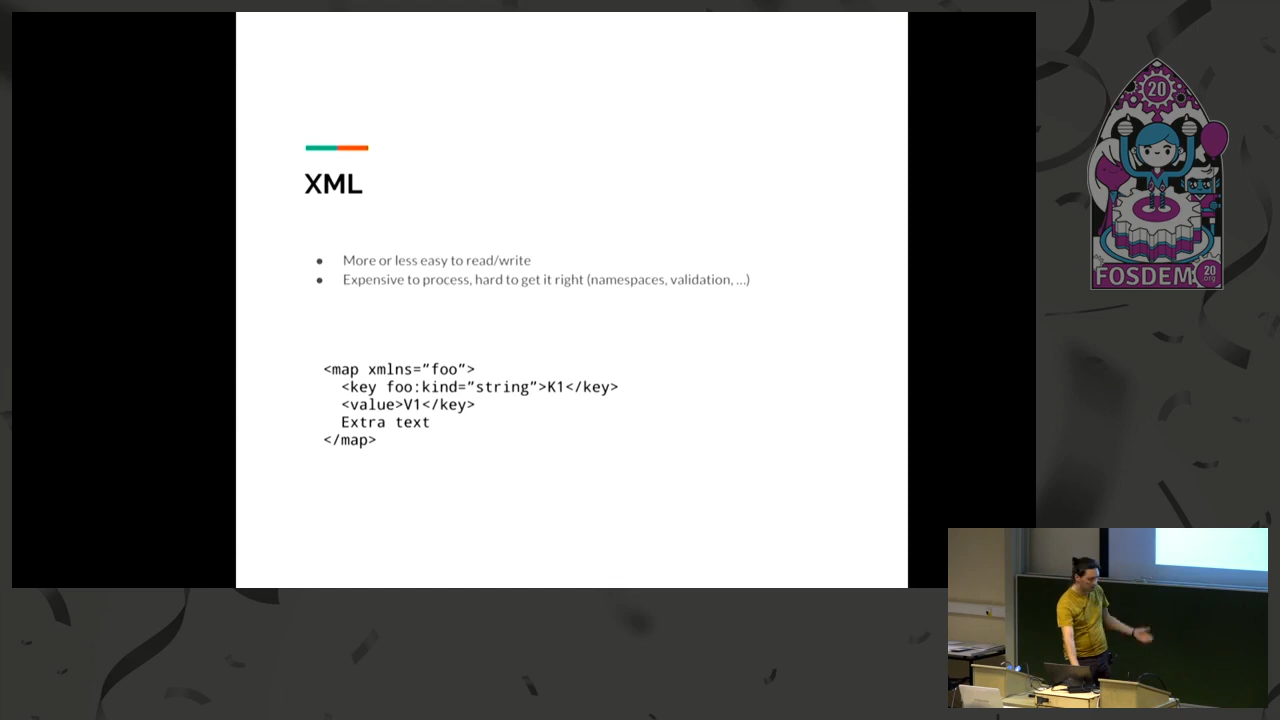 XML
● More or less easy to read/write
● Expensive to process, hard to get it right (namespaces, validation, ...)
<map xmlns=”foo”>
<key foo:kind=”string”>K1</key>
<value>V1</key>
Extra text
</map>
20
FOSDEM
20
.org